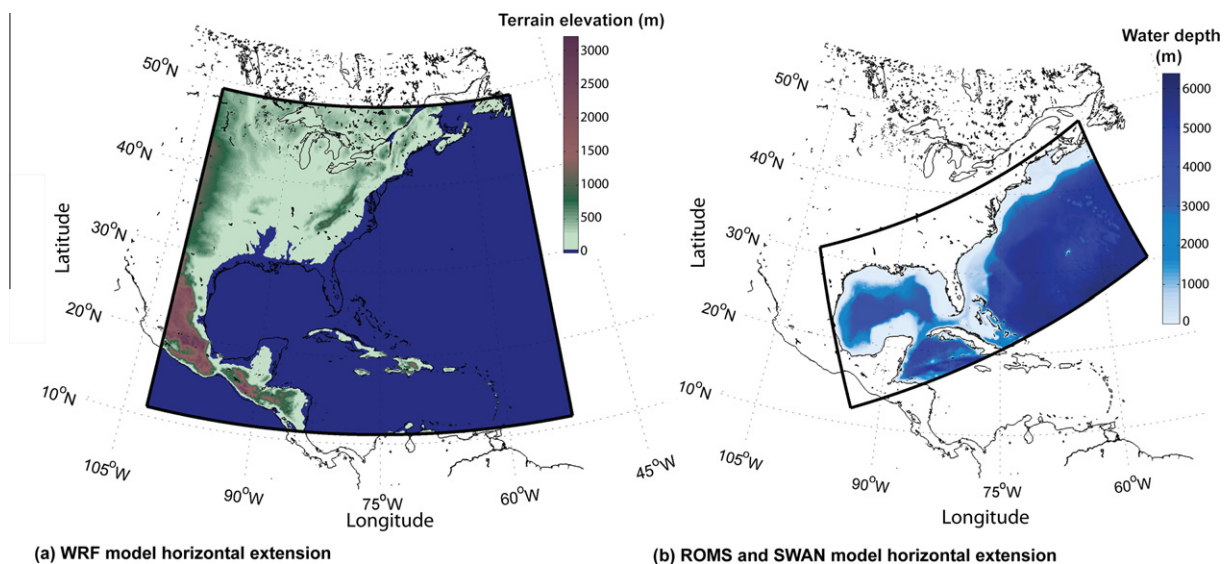 Terrain elevation (m)
3000
2500
2000
1500
1000
500
0
50°N
40°N
30°N
20°N
10°N
Latitude
105°W
90°W
75°W
60°W
45°W
Longitude
(a) WRF model horizontal extension
Water depth
(m)
6000
5000
4000
3000
2000
1000
0
50°N
40°N
30°N
20°N
10°N
Latitude
105°W
90°W
75°W
60°W
Longitude
(b) ROMS and SWAN model horizontal extension